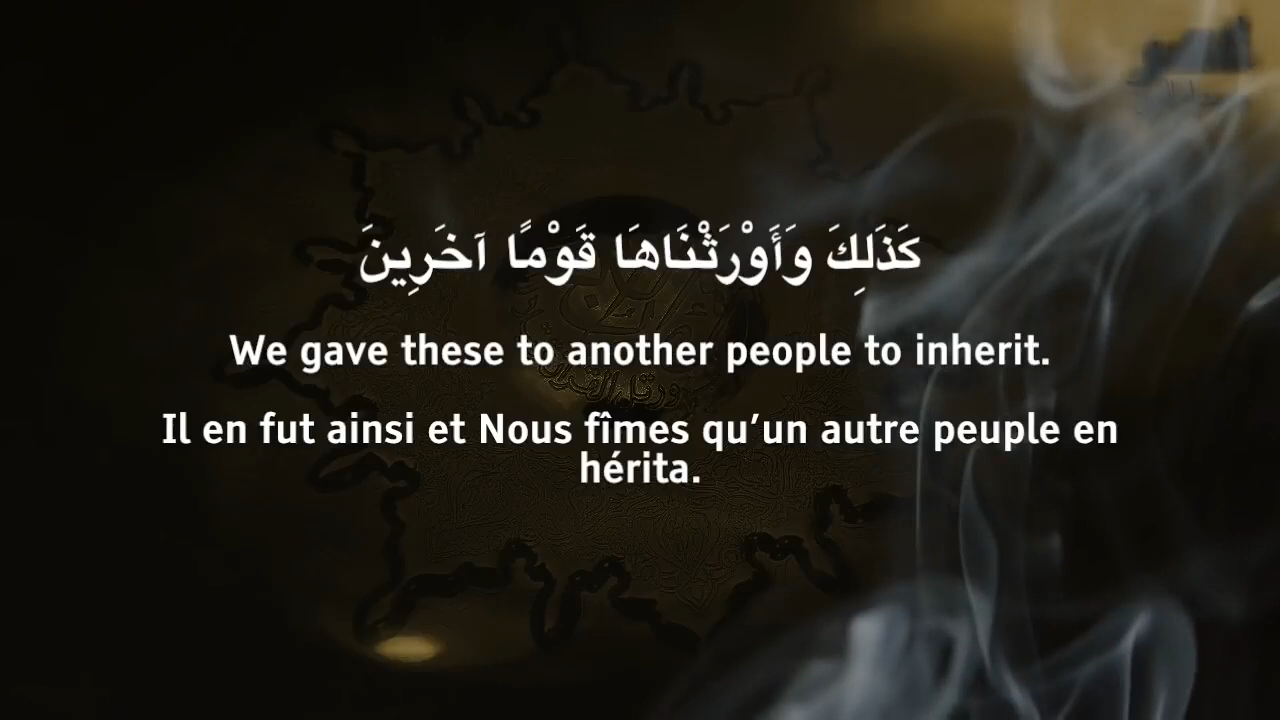 كَذَلِكَ وَأَوْرَثْنَاهَا قَوْمًا آخَرِينَ
We gave these to another people to inherit.
Il en fut ainsi et Nous fîmes qu’un autre peuple en
hérita.